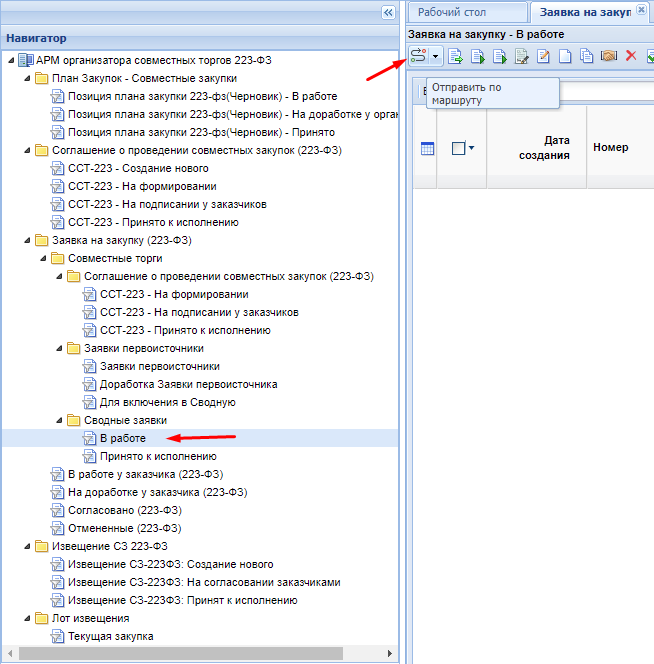 Навигатор
АРМ организатора совместных торгов 223-ФЗ
План Закупок - Совместные закупки
Позиция плана закупки 223-фз(Черновик) - В работе
Позиция плана закупки 223-фз(Черновик) - На доработке у орган
Позиция плана закупки 223-фз(Черновик) - Принято
Соглашение о проведении совместных закупок (223-ФЗ)
ССТ-223 - Создание нового
ССТ-223 - На формировании
ССТ-223 - На подписании у заказчиков
ССТ-223 - Принято к исполнению
Заявка на закупку (223-ФЗ)
Совместные торги
Соглашение о проведении совместных закупок (223-ФЗ)
ССТ-223 - На формировании
ССТ-223 - На подписании у заказчиков
ССТ-223 - Принято к исполнению
Заявки первоисточники
Заявки первоисточники
Доработка Заявки первоисточника
Для включения в Сводную
Сводные заявки
В работе
Принято к исполнению
В работе у заказчика (223-ФЗ)
На доработке у заказчика (223-ФЗ)
Согласовано (223-ФЗ)
Отмененные (223-ФЗ)
Извещение СЗ 223-ФЗ
Извещение СЗ-223ФЗ: Создание нового
Извещение СЗ-223ФЗ: На согласовании заказчиками
Извещение СЗ-223ФЗ: Принят к исполнению
Лот извещения
Текущая закупка
Рабочий стол
Заявка на закуп
Заявка на закупку - В работе
Отправить по
маршруту
Дата
создания
Номер